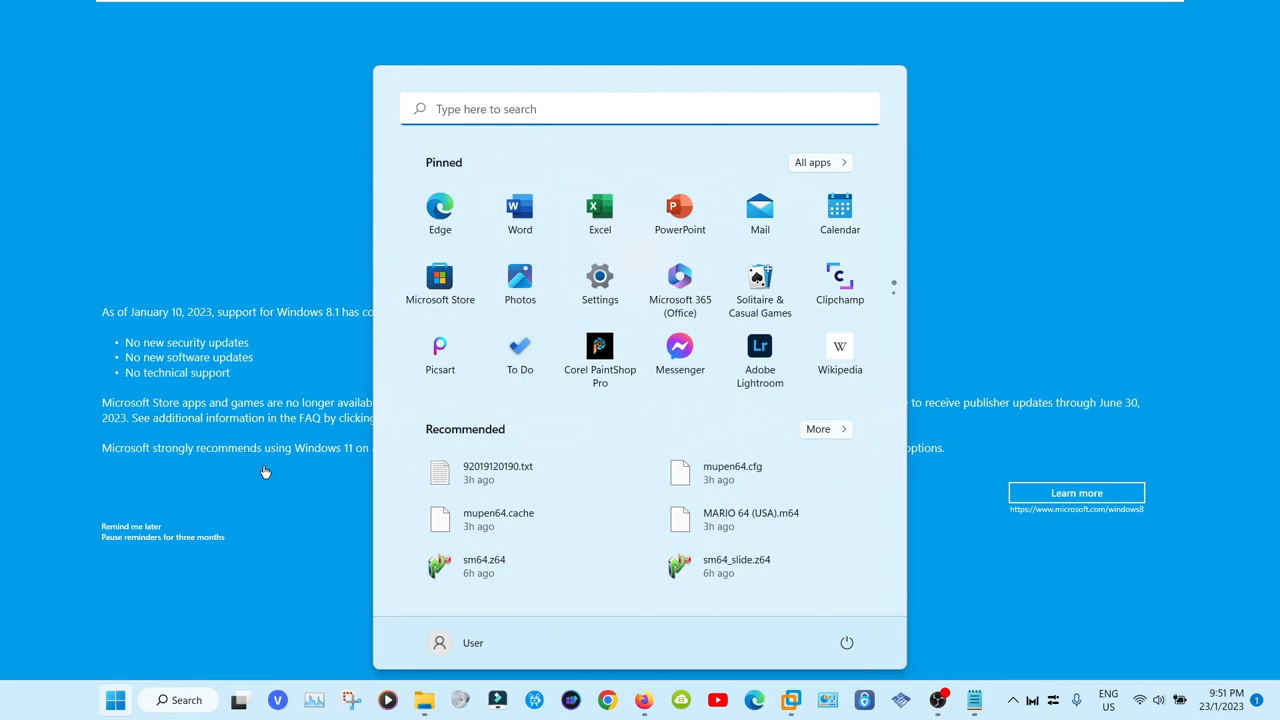 Type here to search
Pinned
All apps
Edge
Word
Excel
PowerPoint
Mail
Calendar
Microsoft Store
Photos
Settings
Microsoft 365
(Office)
Solitaire &
Casual Games
Clipchamp
Picsart
To Do
Corel PaintShop
Pro
Messenger
Adobe
Lightroom
Wikipedia
Recommended
More
92019120190.txt
3h ago
mupen64.cfg
3h ago
mupen64.cache
3h ago
MARIO 64 (USA).m64
3h ago
sm64.z64
6h ago
sm64_slide.z64
6h ago
User
As of January 10, 2023, support for Windows 8.1 has co
• No new security updates
• No new software updates
• No technical support
Microsoft Store apps and games are no longer availab
to receive publisher updates through June 30,
2023. See additional information in the FAQ by clicking
Microsoft strongly recommends using Windows 11 on
options.
Learn more
https://www.microsoft.com/windows8
Remind me later
Pause reminders for three months
Search
ENG
US
9:51 PM
23/1/2023
1